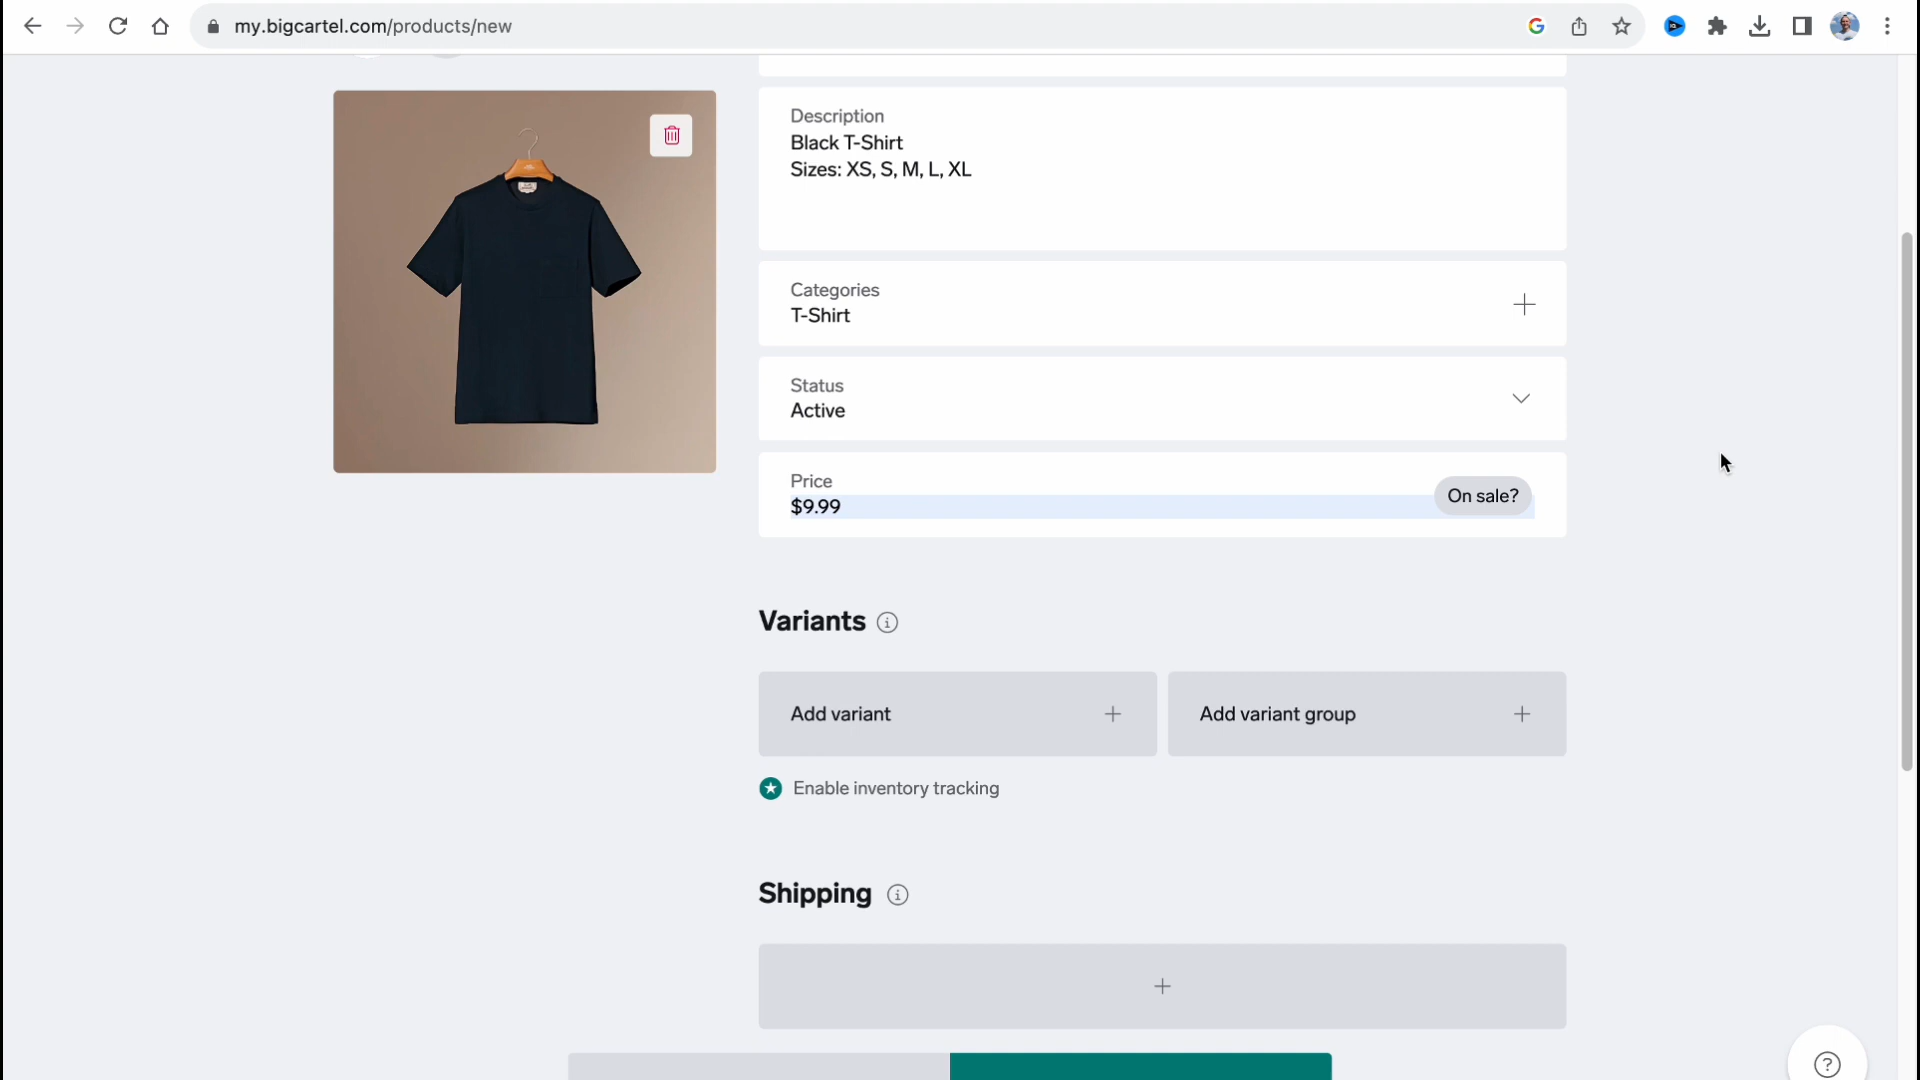 my.bigcartel.com/products/new
Description
Black T-Shirt
Sizes: XS, S, M, L, XL
Categories
T-Shirt
Status
Active
Price
$9.99
On sale?
Variants
Add variant
Add variant group
Enable inventory tracking
Shipping